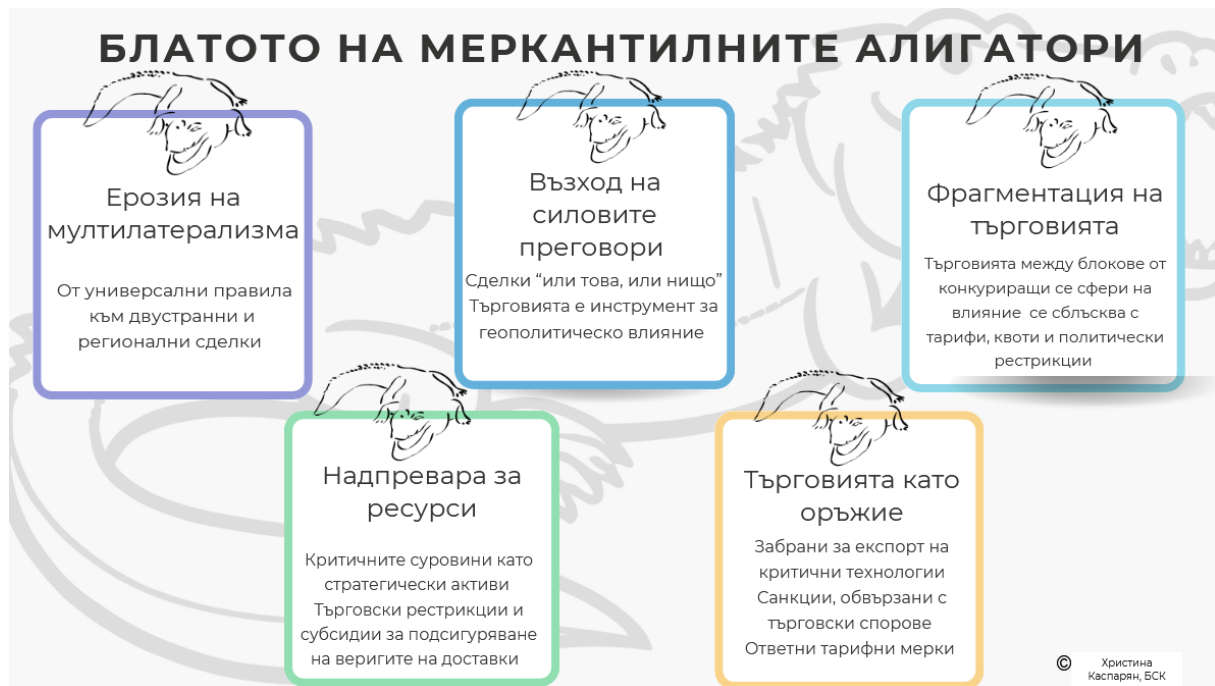 БЛАТОТО НА МЕРКАНТИЛНИТЕ АЛИГАТОРИ
Ерозия на
мултилатерализма
От универсални правила
към двустранни и
регионални сделки
Възход на
силовите
преговори
Сделки “или това, или нищо”
Търговията е инструмент за
геополитическо влияние
Фрагментация на
търговията
Търговията между блокове от
конкуриращи се сфери на
влияние се сблъсква с
тарифи, квоти и политически
рестрикции
Надпревара за
ресурси
Критичните суровини като
стратегически активи
Търговски рестрикции и
субсидии за подсигуряване
на веригите на доставки
Търговията като
оръжие
Забрани за експорт на
критични технологии
Санкции, обвързани с
търговски спорове
Ответни тарифни мерки
© Христина
Каспарян, БСК